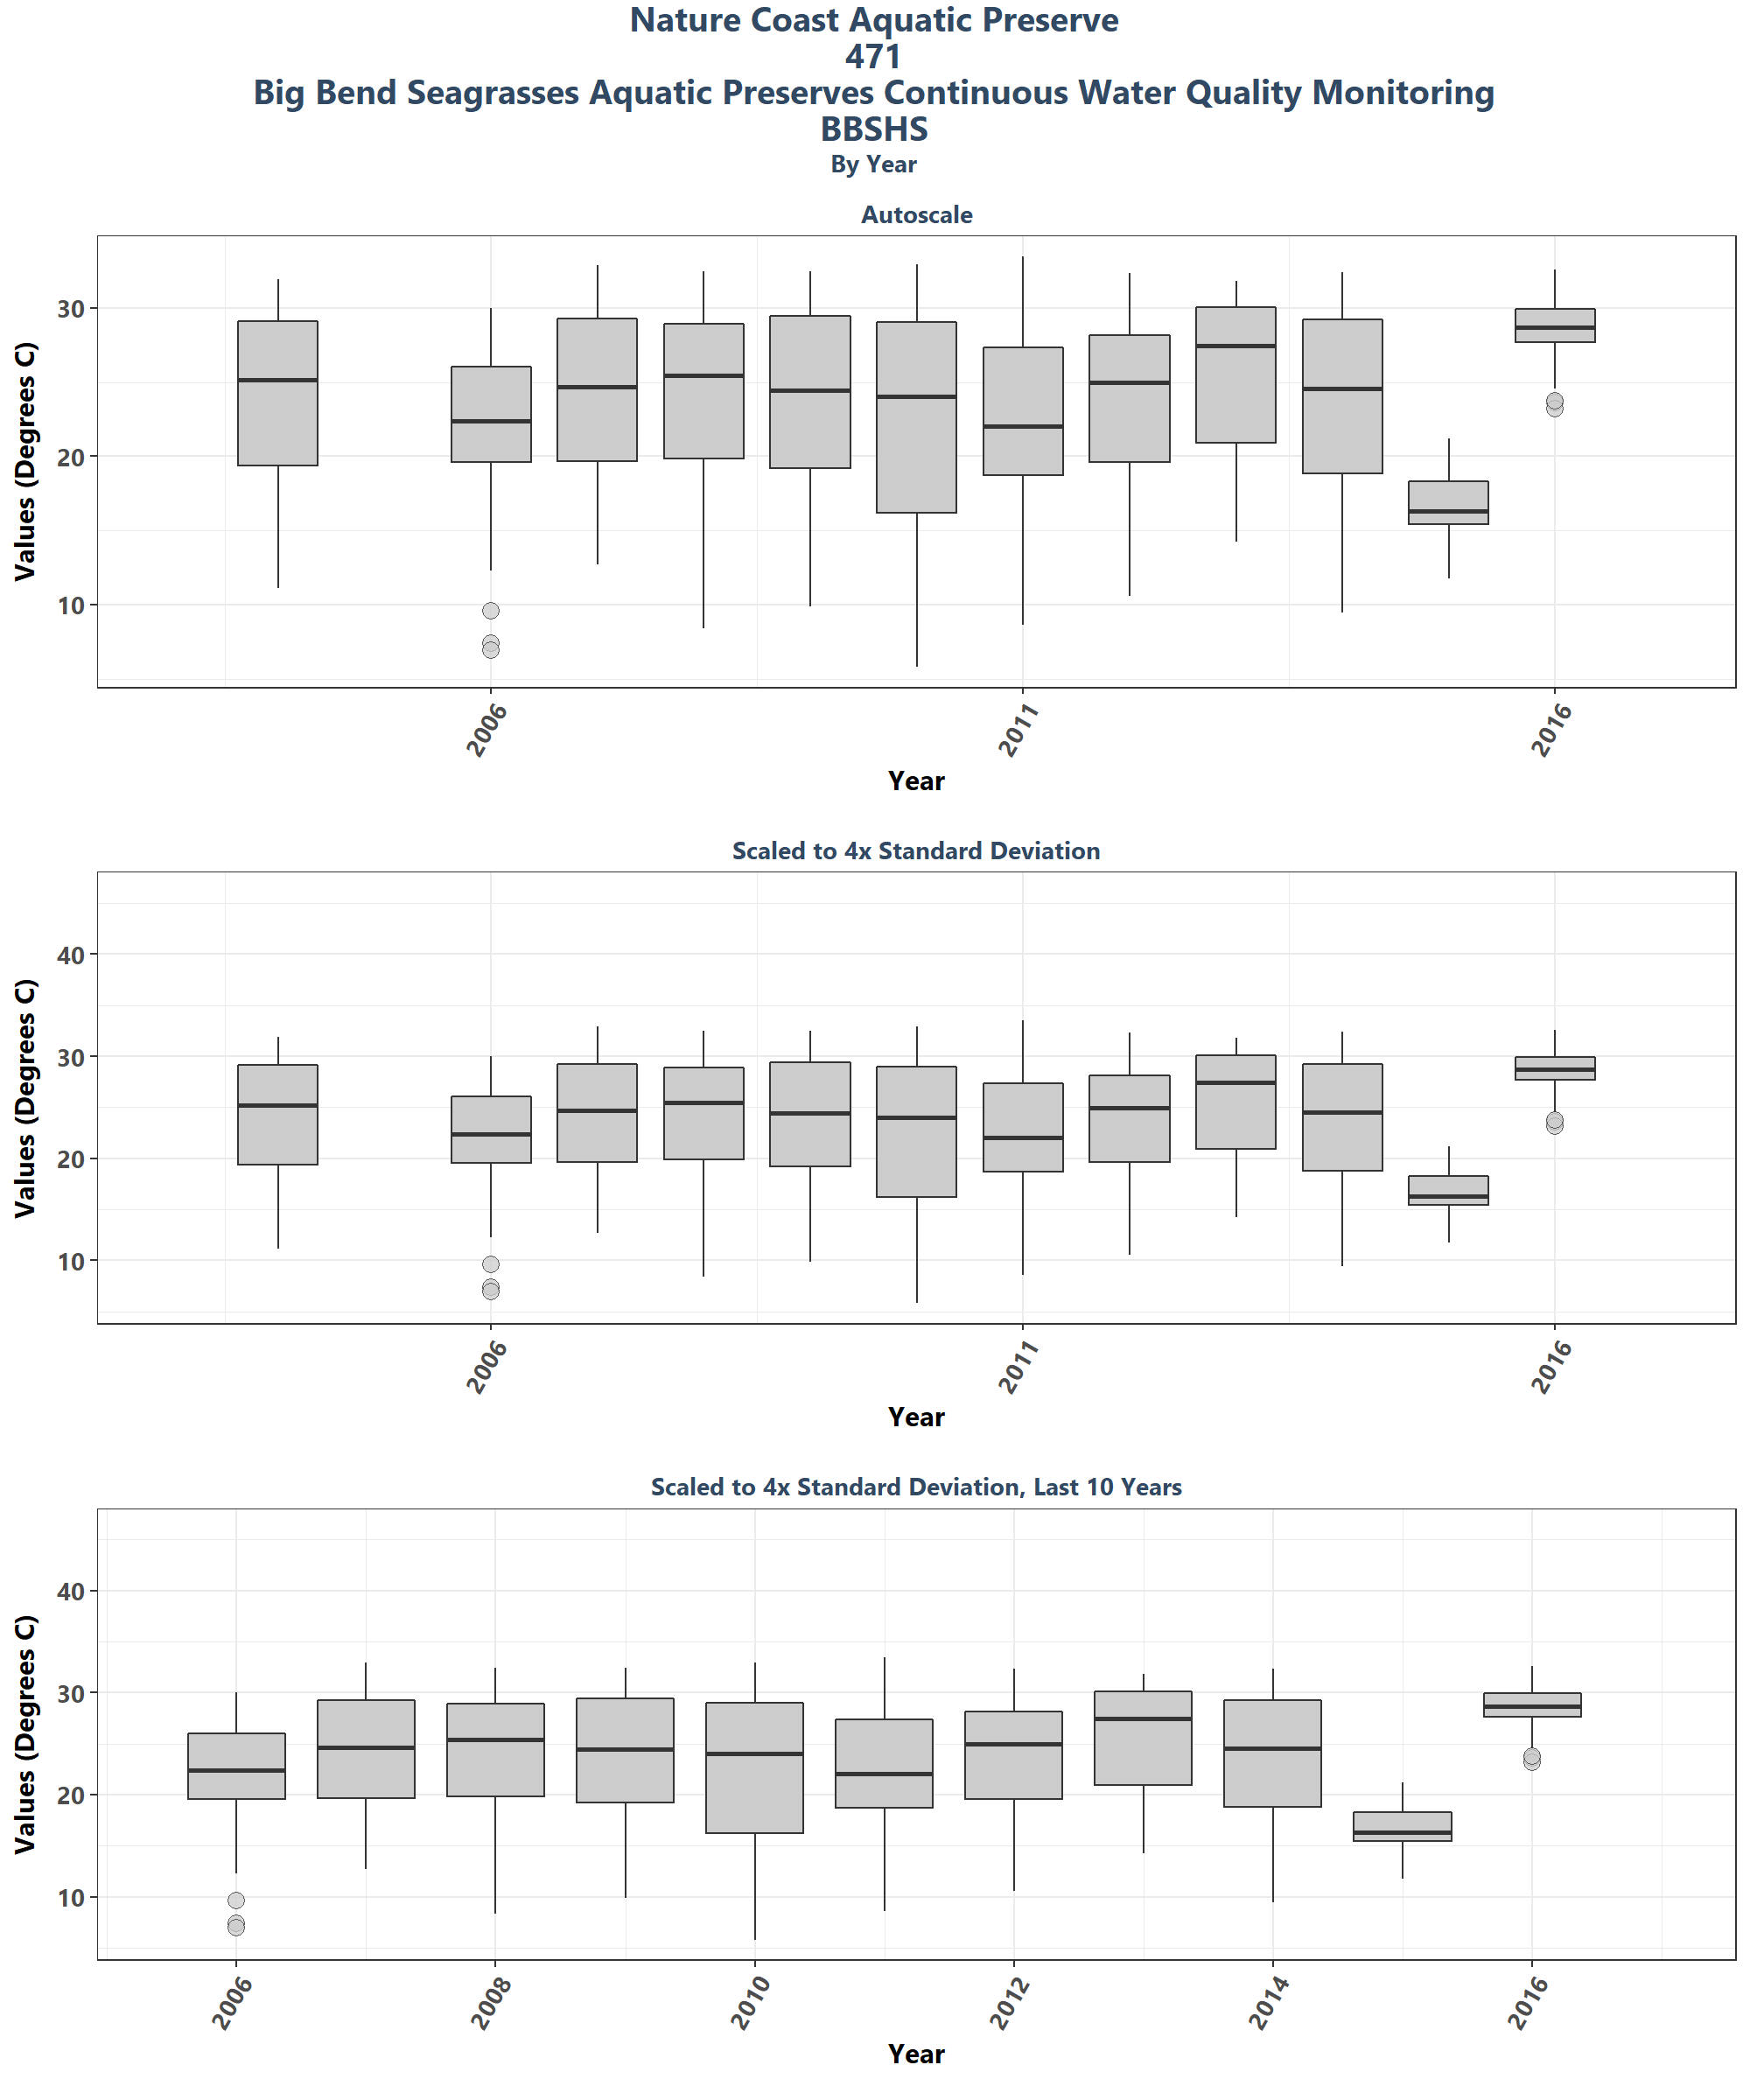 Nature Coast Aquatic Preserve
471
Big Bend Seagrasses Aquatic Preserves Continuous Water Quality Monitoring
BBSHS
By Year
Autoscale
Values (Degrees C)
30
20
10
2006
2011
2016
Year
Scaled to 4x Standard Deviation
Values (Degrees C)
40
30
20
10
2006
2011
2016
Year
Scaled to 4x Standard Deviation, Last 10 Years
Values (Degrees C)
40
30
20
10
2006
2008
2010
2012
2014
2016
Year